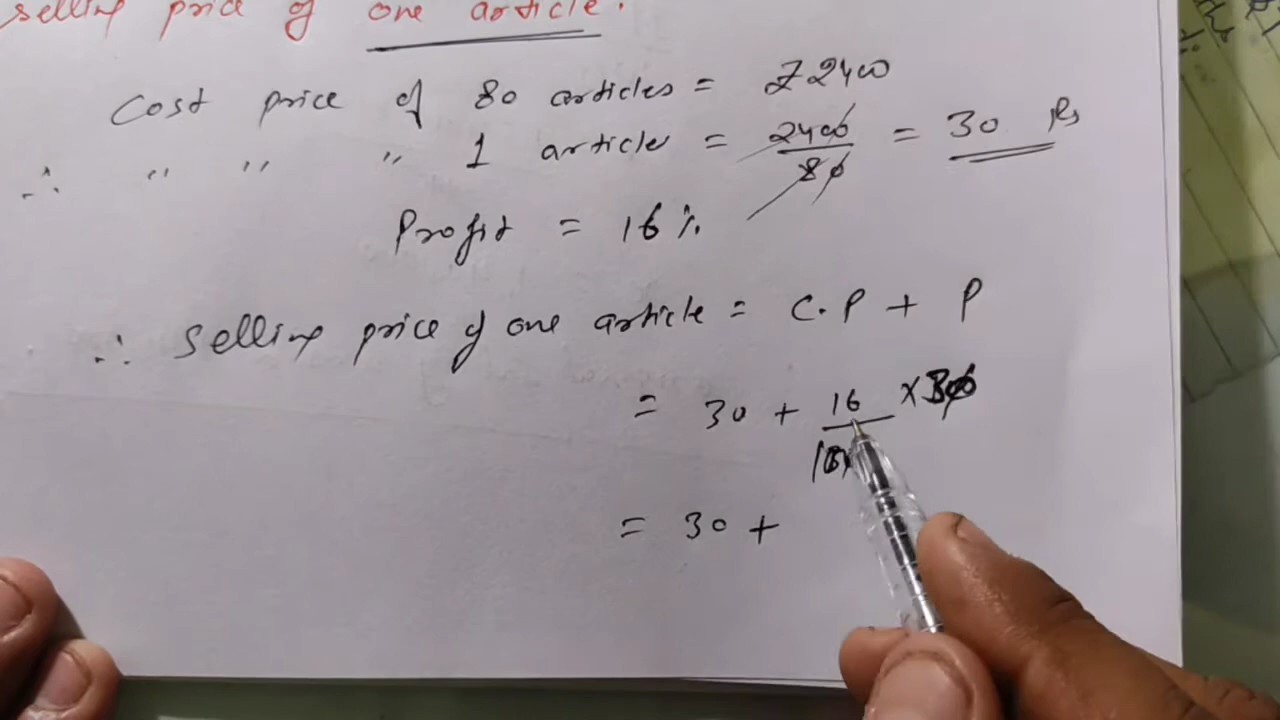 selling price of one article.
Cost price of 80 articles = ₹2400
∴ " " " 1 article = 2400/80 = 30 Rs
Profit = 16%
∴ Selling price of one article = C.P + P
= 30 + 16/100 × 30
= 30 +